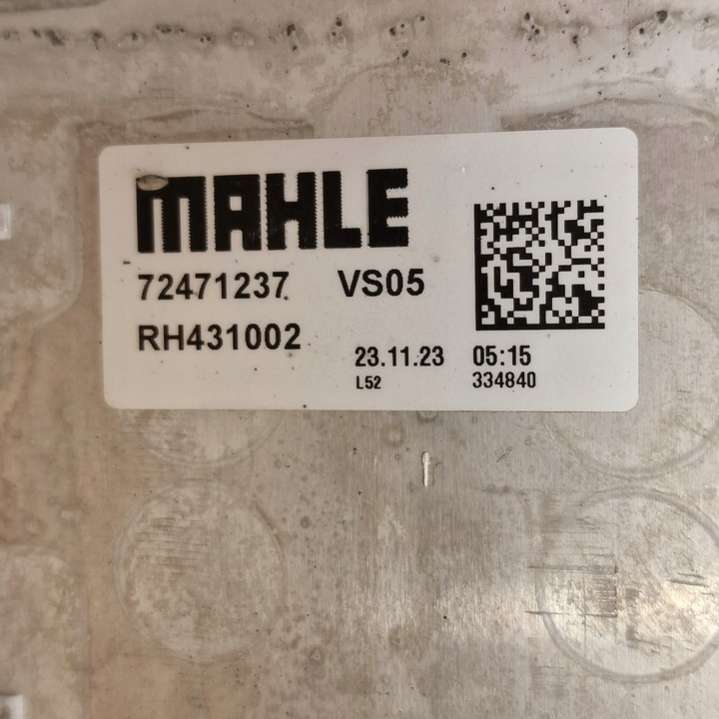 MAHLE
72471237 VS05
RH431002
23.11.23 05:15
L52 334840